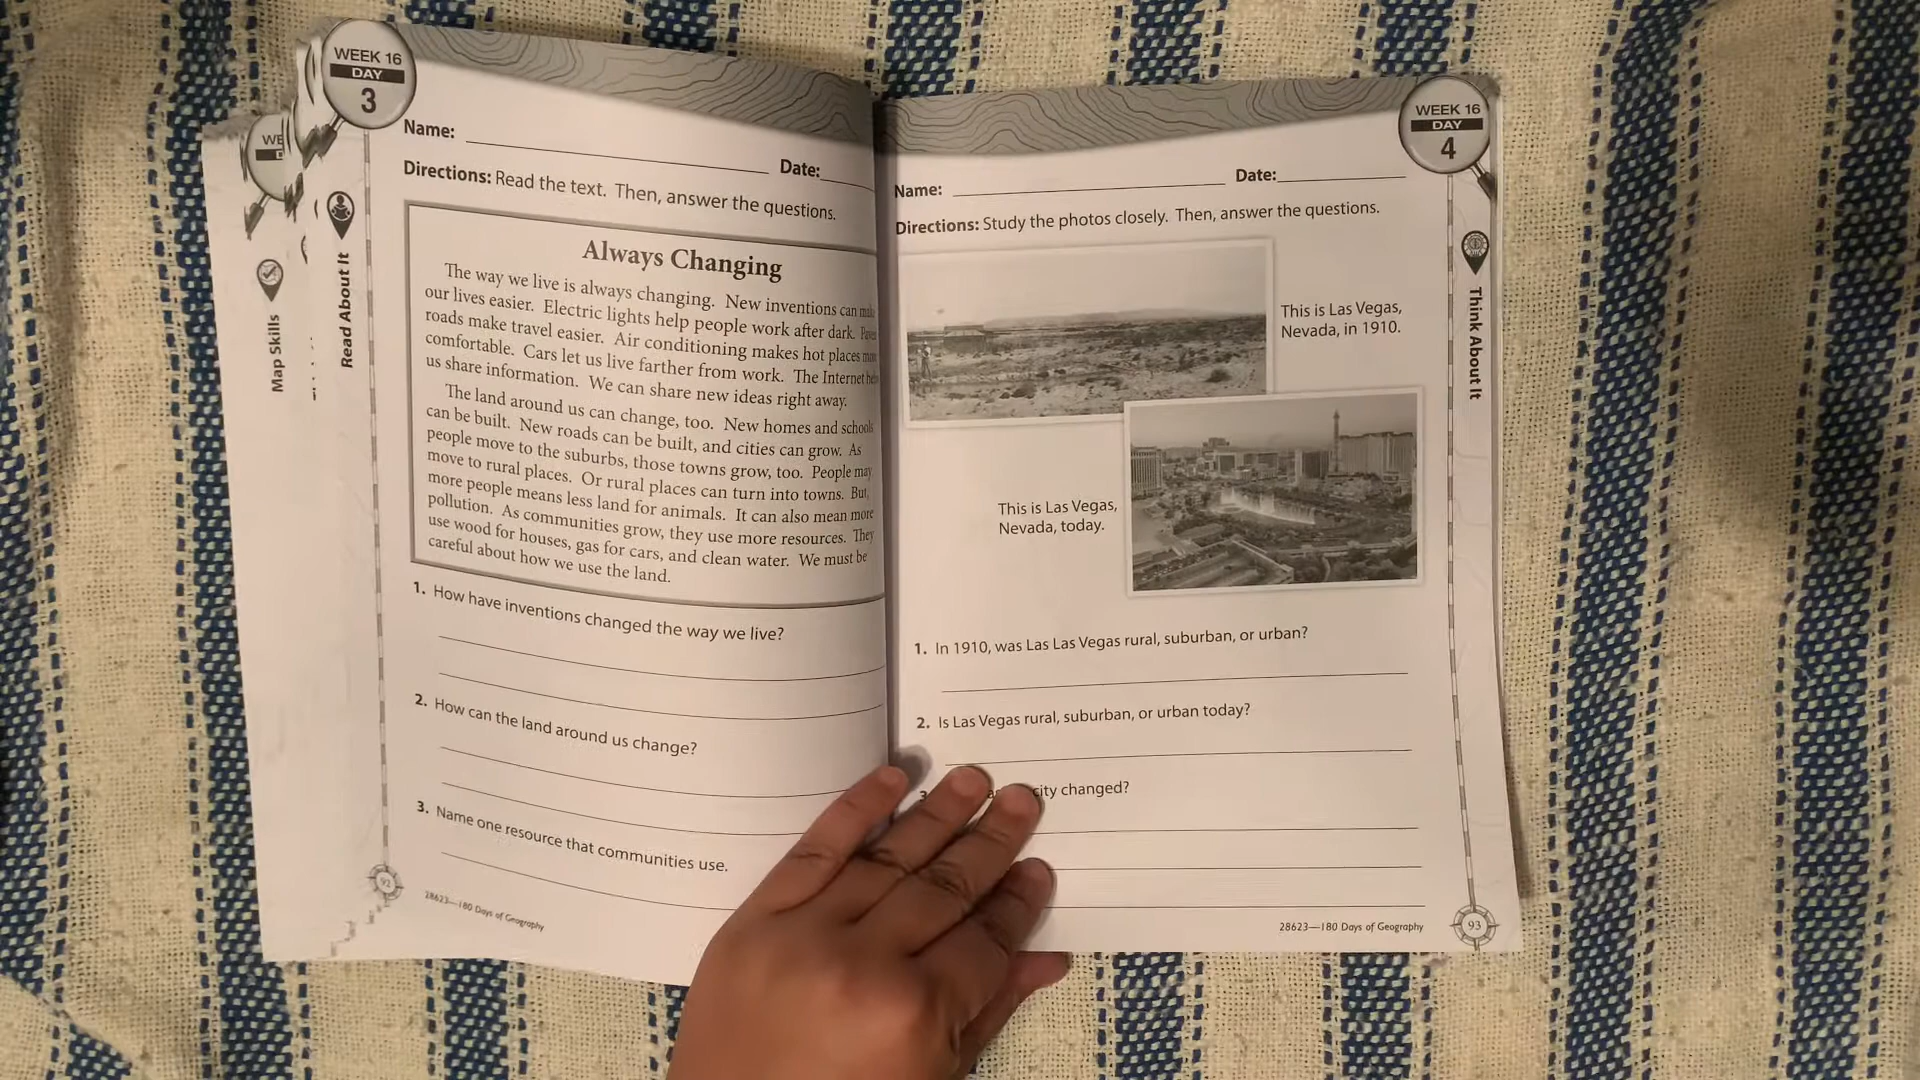 WEEK 16
DAY
3
Name:
Date:
Directions: Read the text. Then, answer the questions.
Always Changing
The way we live is always changing. New inventions can
our lives easier. Electric lights help people work after dark.
roads make travel easier. Air conditioning makes hot places
comfortable. Cars let us live farther from work. The Internet
us share information. We can share new ideas right away.
The land around us can change, too. New homes and schools
can be built. New roads can be built, and cities can grow. As
people move to the suburbs, those towns grow, too. People may
move to rural places. Or rural places can turn into towns. But,
more people means less land for animals. It can also mean more
pollution. As communities grow, they use more resources. They
use wood for houses, gas for cars, and clean water. We must be
careful about how we use the land.
1. How have inventions changed the way we live?
2. How can the land around us change?
3. Name one resource that communities use.
92
28623—180 Days of Geography
Read About It
Map Skills
WEEK 16
DAY
4
Name:
Date:
Directions: Study the photos closely. Then, answer the questions.
This is Las Vegas,
Nevada, in 1910.
This is Las Vegas,
Nevada, today.
1. In 1910, was Las Las Vegas rural, suburban, or urban?
2. Is Las Vegas rural, suburban, or urban today?
3. city changed?
28623—180 Days of Geography
93
Think About It